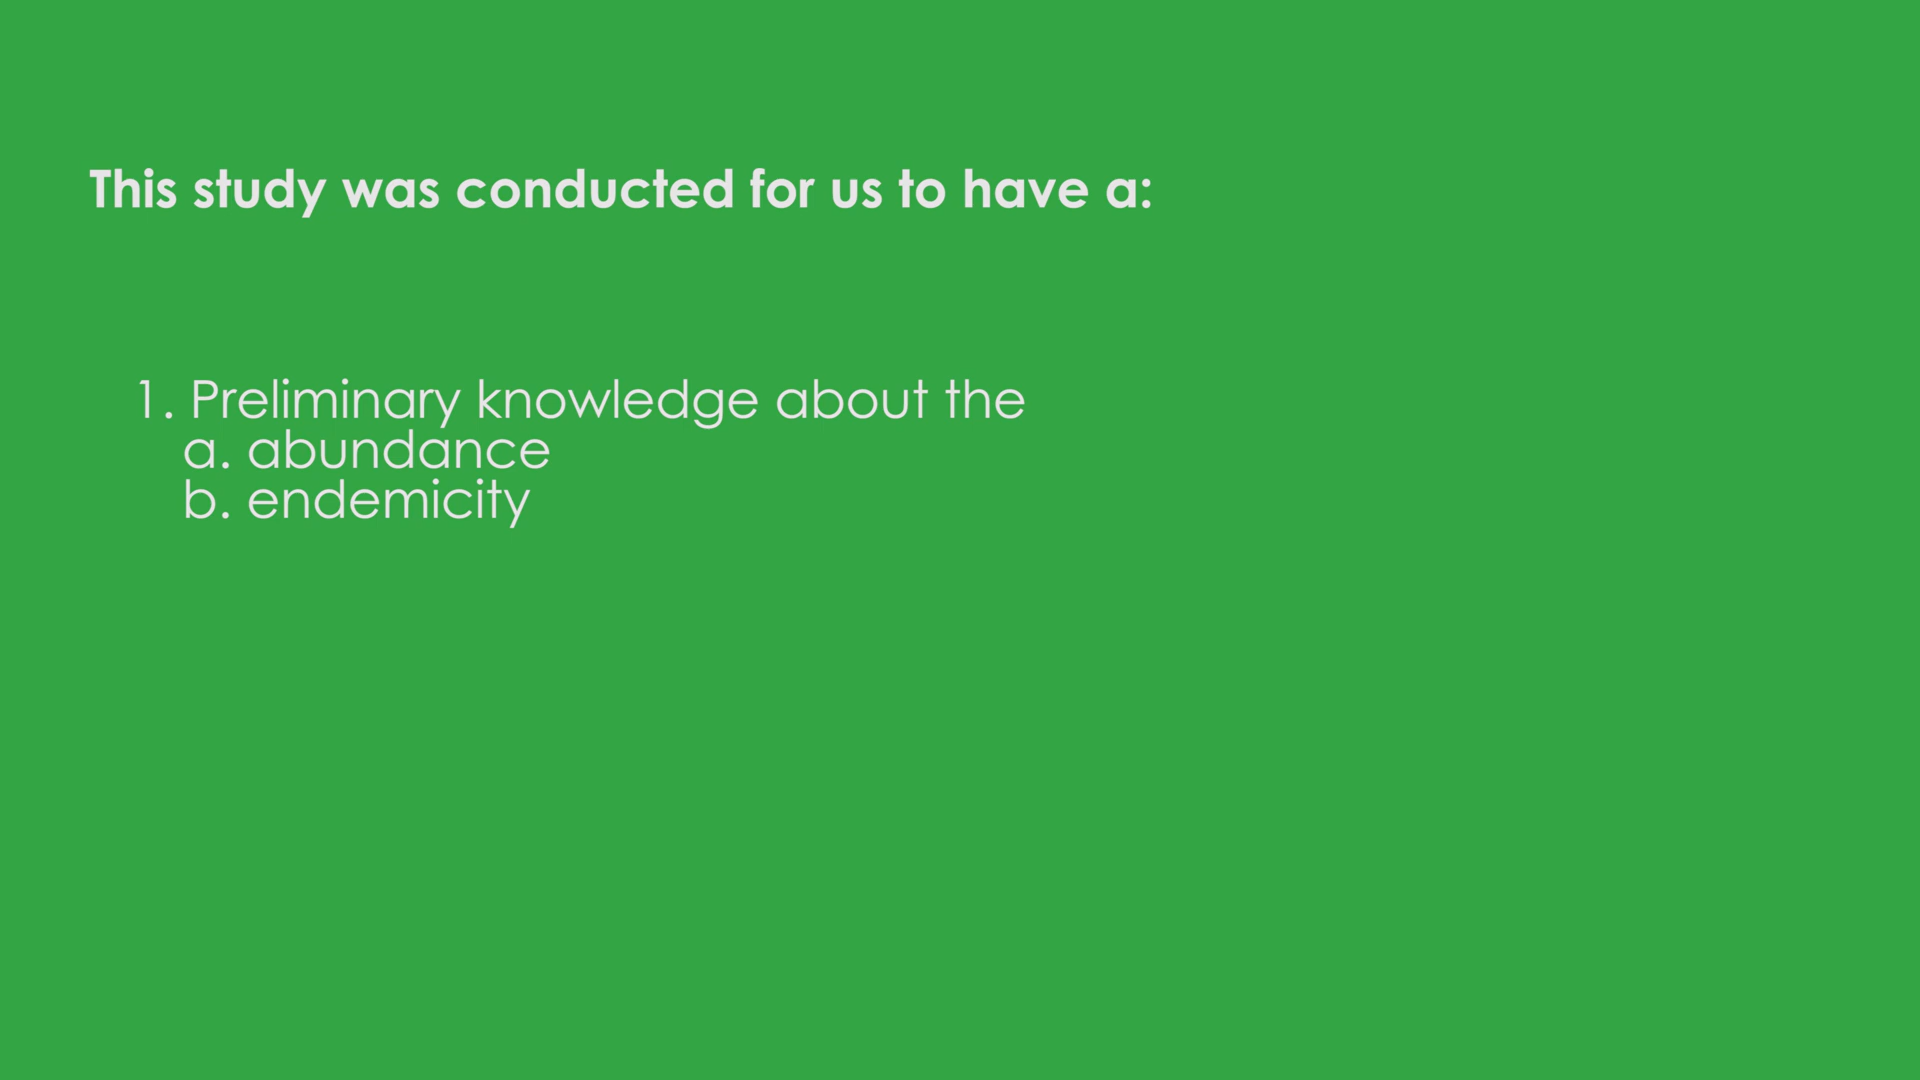 This study was conducted for us to have a:
1. Preliminary knowledge about the
a. abundance
b. endemicity